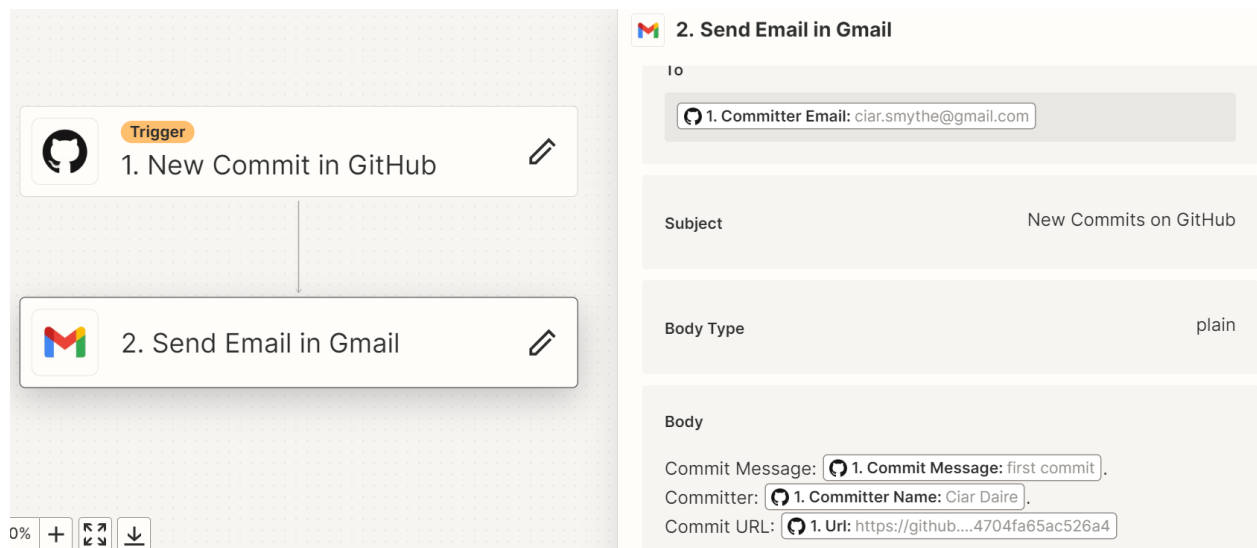 Trigger
1. New Commit in GitHub
2. Send Email in Gmail
0%
2. Send Email in Gmail
To
1. Committer Email: ciar.smythe@gmail.com
Subject
New Commits on GitHub
Body Type
plain
Body
Commit Message: 1. Commit Message: first commit .
Committer: 1. Committer Name: Ciar Daire .
Commit URL: 1. Url: https://github....4704fa65ac526a4